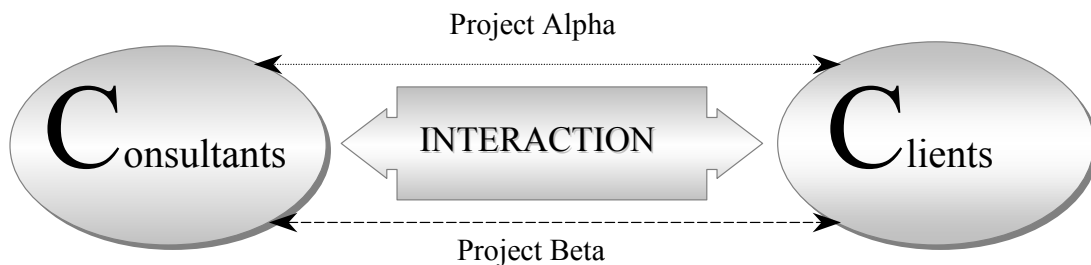 Project Alpha
Consultants
INTERACTION
Clients
Project Beta